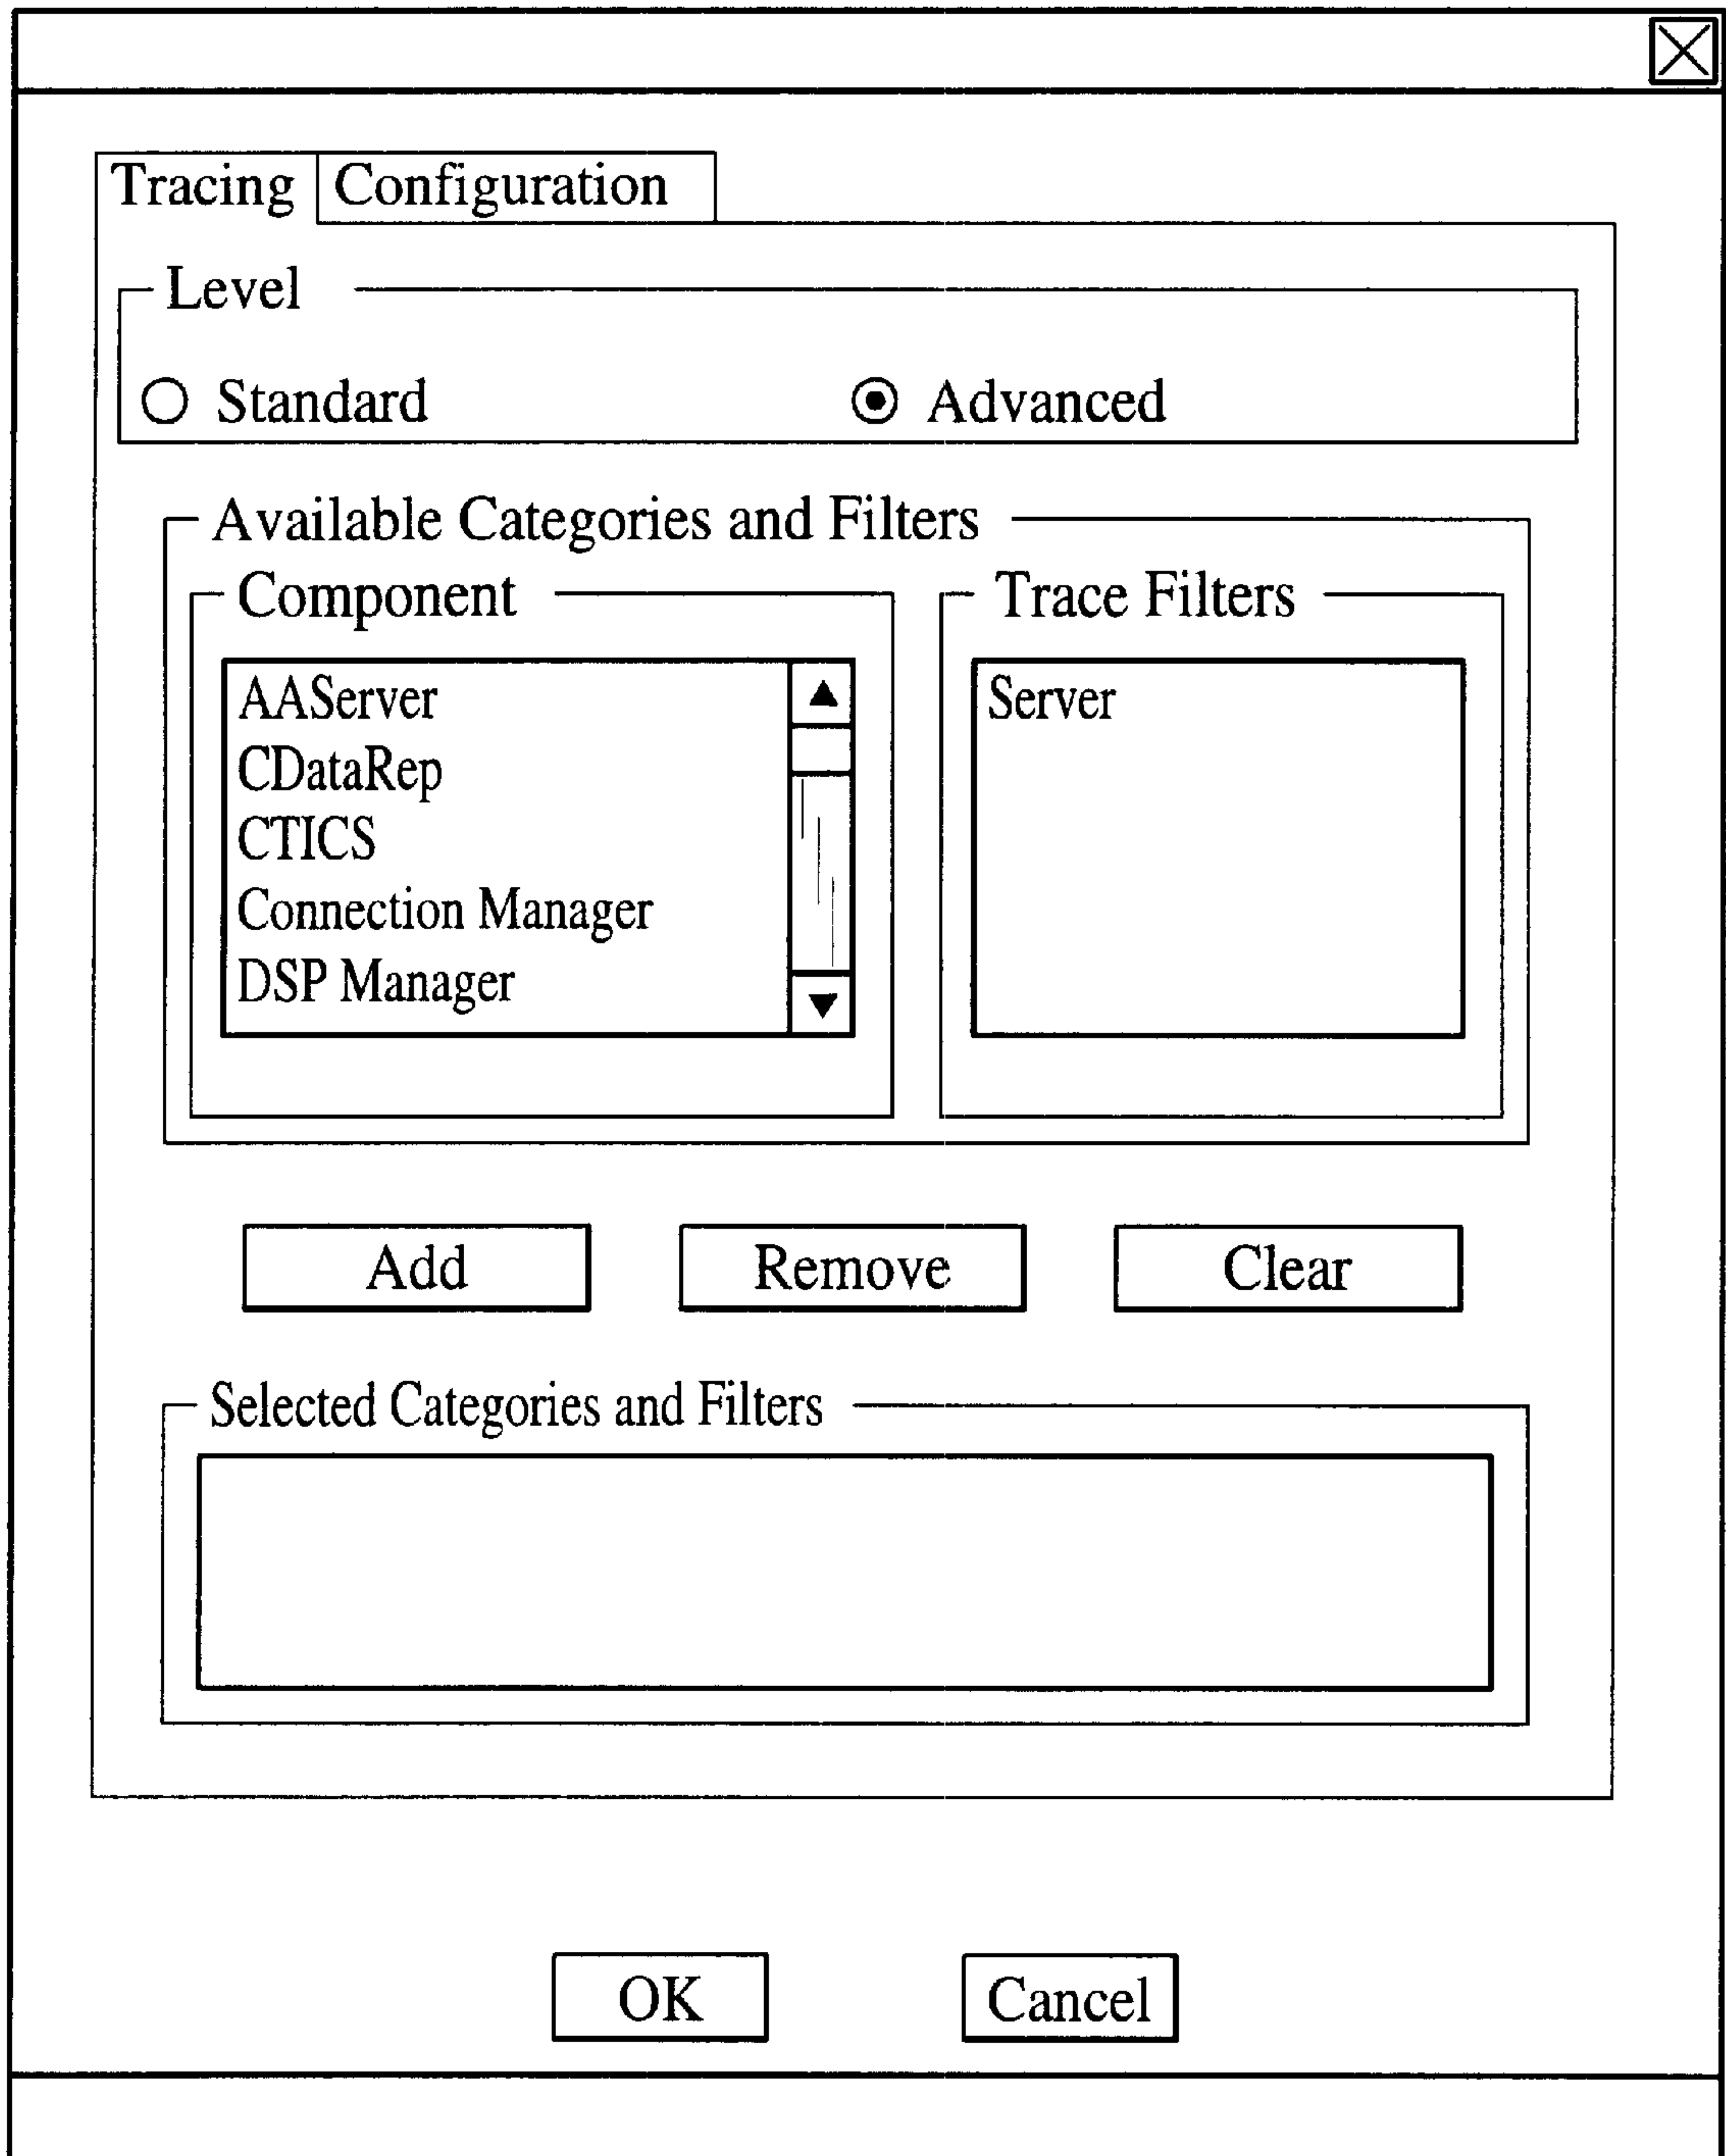 Tracing Configuration
Level
Standard Advanced
Available Categories and Filters
Component Trace Filters
AAServer Server
CDataRep
CTICS
Connection Manager
DSP Manager
Add Remove Clear
Selected Categories and Filters
OK Cancel